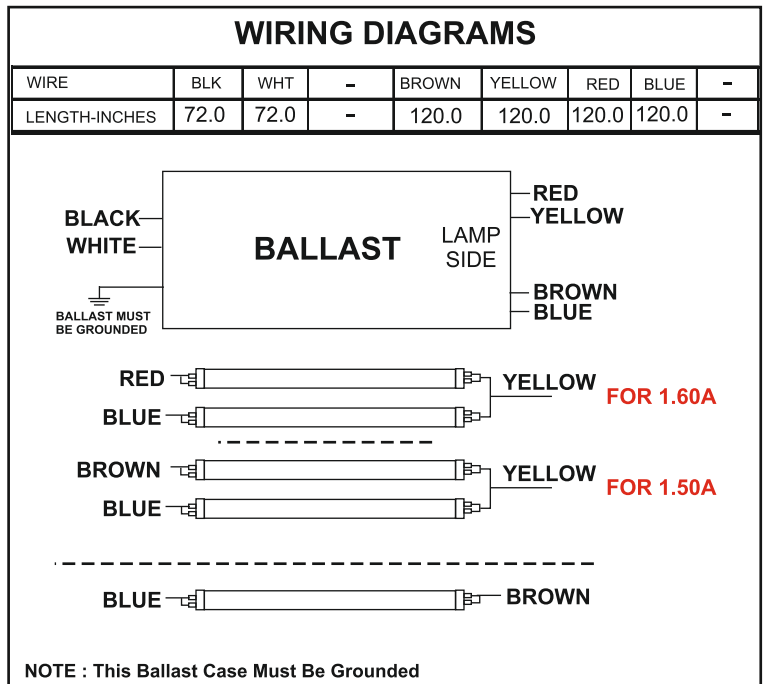 WIRING DIAGRAMS
WIRE BLK WHT - BROWN YELLOW RED BLUE -
LENGTH-INCHES 72.0 72.0 - 120.0 120.0 120.0 120.0 -
BLACK
WHITE
BALLAST MUST
BE GROUNDED
BALLAST
LAMP
SIDE
RED
YELLOW
BROWN
BLUE
RED
BLUE
YELLOW
FOR 1.60A
BROWN
BLUE
YELLOW
FOR 1.50A
BLUE
BROWN
NOTE : This Ballast Case Must Be Grounded